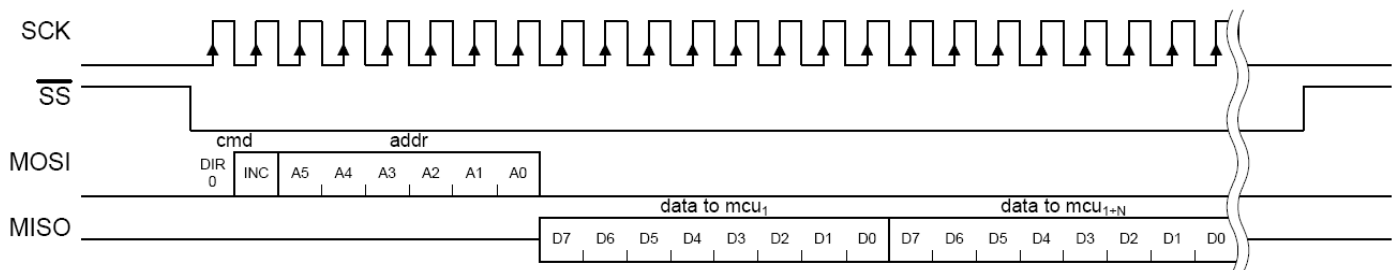 SCK
SS
cmd addr
MOSI DIR 0 INC A5 A4 A3 A2 A1 A0
data to mcu1 data to mcu1+N
MISO D7 D6 D5 D4 D3 D2 D1 D0 D7 D6 D5 D4 D3 D2 D1 D0